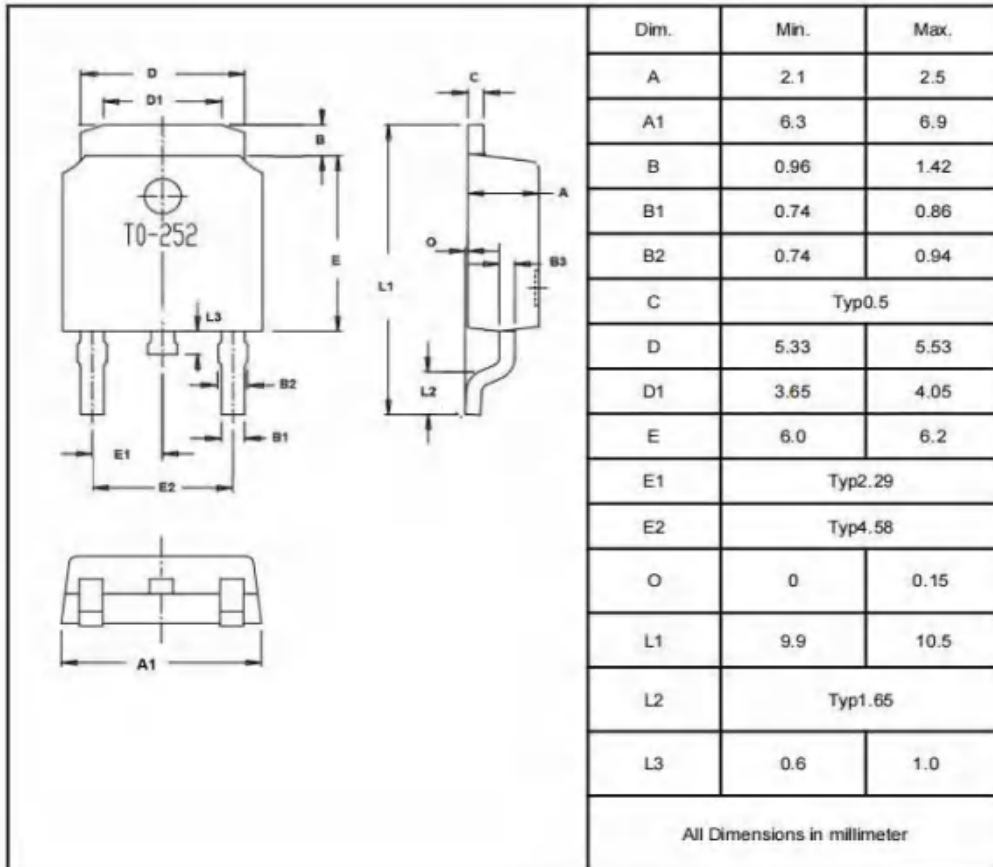 D
D1
B
TO-252
E
L3
B2
B1
E1
E2
A1
C
A
O
B3
L1
L2
Dim. Min. Max.
A 2.1 2.5
A1 6.3 6.9
B 0.96 1.42
B1 0.74 0.86
B2 0.74 0.94
C Typ0.5
D 5.33 5.53
D1 3.65 4.05
E 6.0 6.2
E1 Typ2.29
E2 Typ4.58
O 0 0.15
L1 9.9 10.5
L2 Typ1.65
L3 0.6 1.0
All Dimensions in millimeter